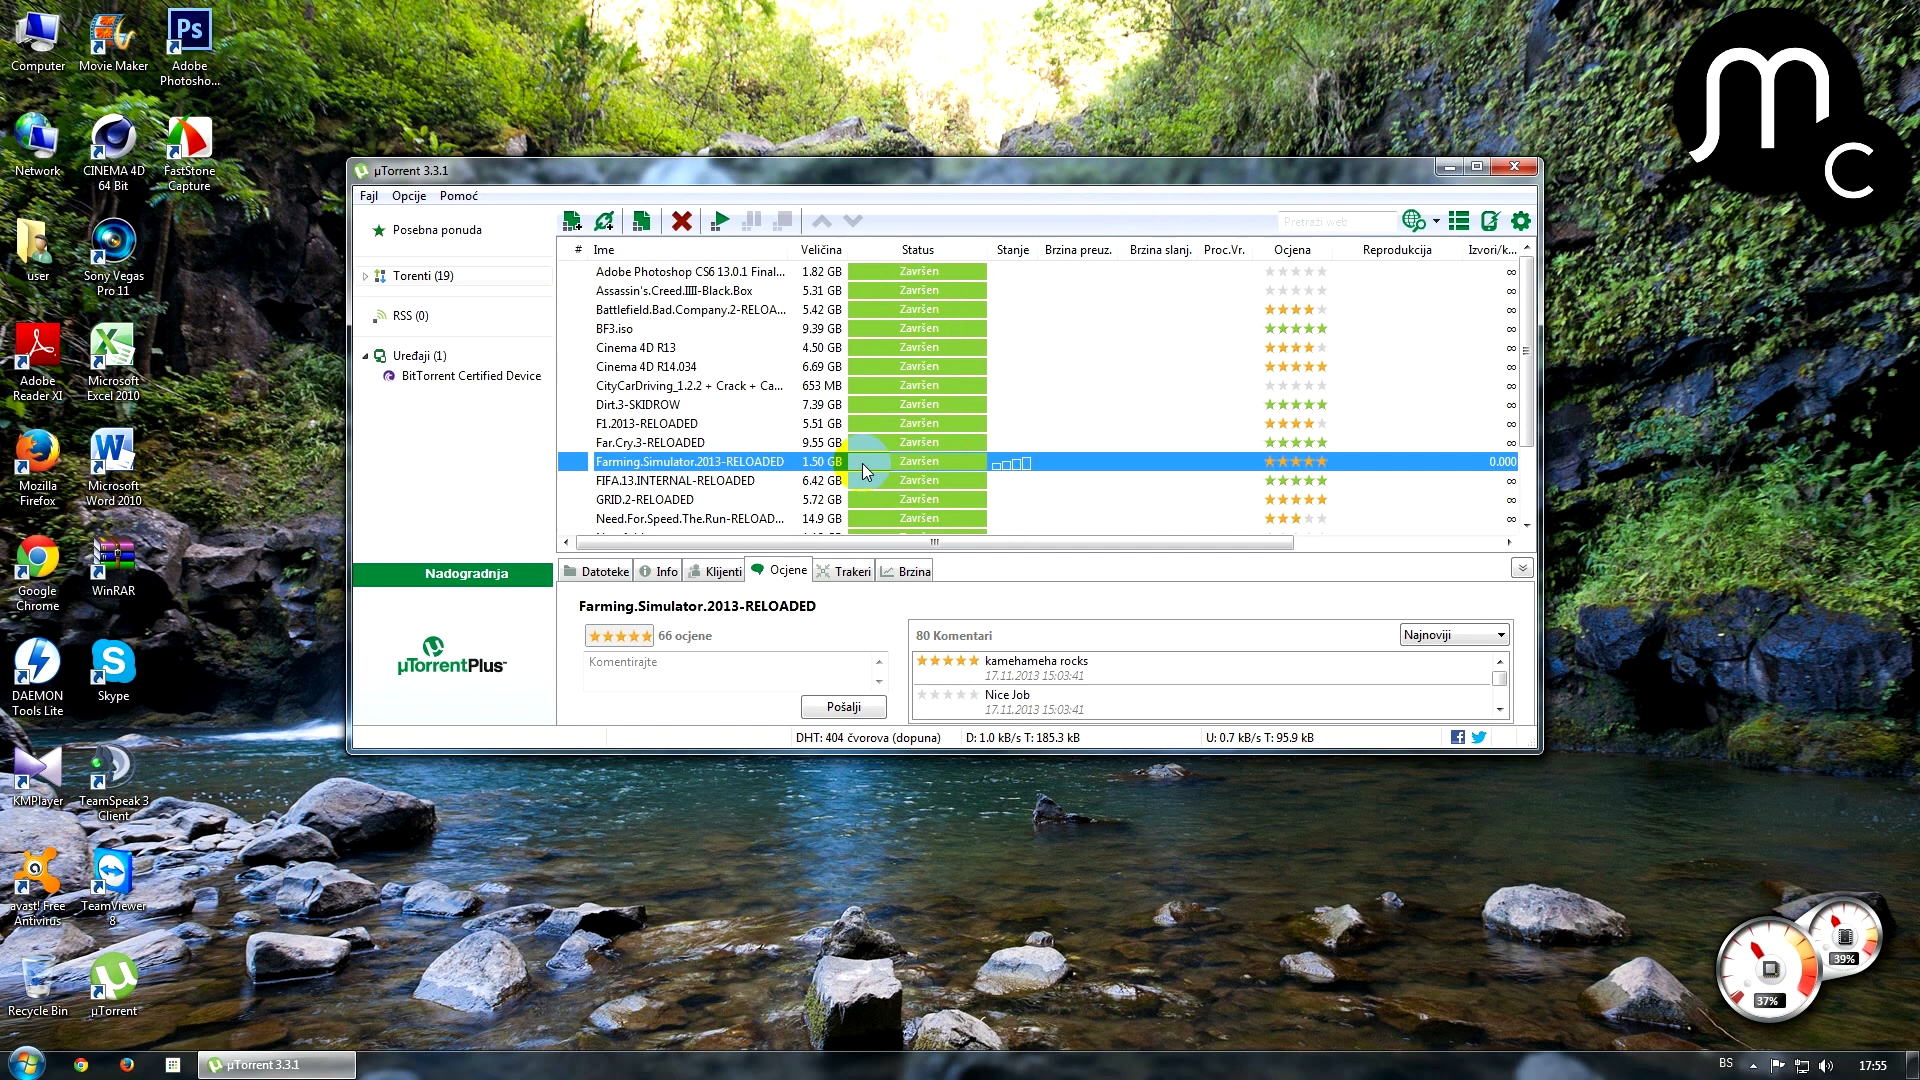 Computer
Movie Maker
Adobe
Photosho...
Network
CINEMA 4D
64 Bit
FastStone
Capture
user
Sony Vegas
Pro 11
Adobe
Reader XI
Microsoft
Excel 2010
Mozilla
Firefox
Microsoft
Word 2010
Google
Chrome
WinRAR
DAEMON
Tools Lite
Skype
KMPlayer
TeamSpeak 3
Client
avast! Free
Antivirus
TeamViewer
8
Recycle Bin
µTorrent
Ps
mc
µTorrent 3.3.1
Fajl Opcije Pomoć
Posebna ponuda
Torenti (19)
RSS (0)
Uređaji (1)
BitTorrent Certified Device
Nadogradnja
µTorrentPlus
Pretraži web
# Ime Veličina Status Stanje Brzina preuz. Brzina slanj. Proc.Vr. Ocjena Reprodukcija Izvori/k...
Adobe Photoshop CS6 13.0.1 Final... 1.82 GB Završen ∞
Assassin's.Creed.IIII-Black.Box 5.31 GB Završen ∞
Battlefield.Bad.Company.2-RELOA... 5.42 GB Završen ∞
BF3.iso 9.39 GB Završen ∞
Cinema 4D R13 4.50 GB Završen ∞
Cinema 4D R14.034 6.69 GB Završen ∞
CityCarDriving_1.2.2 + Crack + Ca... 653 MB Završen ∞
Dirt.3-SKIDROW 7.39 GB Završen ∞
F1.2013-RELOADED 5.51 GB Završen ∞
Far.Cry.3-RELOADED 9.55 GB Završen ∞
Farming.Simulator.2013-RELOADED 1.50 GB Završen 0.000
FIFA.13.INTERNAL-RELOADED 6.42 GB Završen ∞
GRID.2-RELOADED 5.72 GB Završen ∞
Need.For.Speed.The.Run-RELOAD... 14.9 GB Završen ∞
Datoteke Info Klijenti Ocjene Trakeri Brzina
Farming.Simulator.2013-RELOADED
66 ocjene
Komentirajte
Pošalji
80 Komentari
Najnoviji
kamehameha rocks
17.11.2013 15:03:41
Nice Job
17.11.2013 15:03:41
DHT: 404 čvorova (dopuna) D: 1.0 kB/s T: 185.3 kB U: 0.7 kB/s T: 95.9 kB
39%
37%
µTorrent 3.3.1
BS
17:55